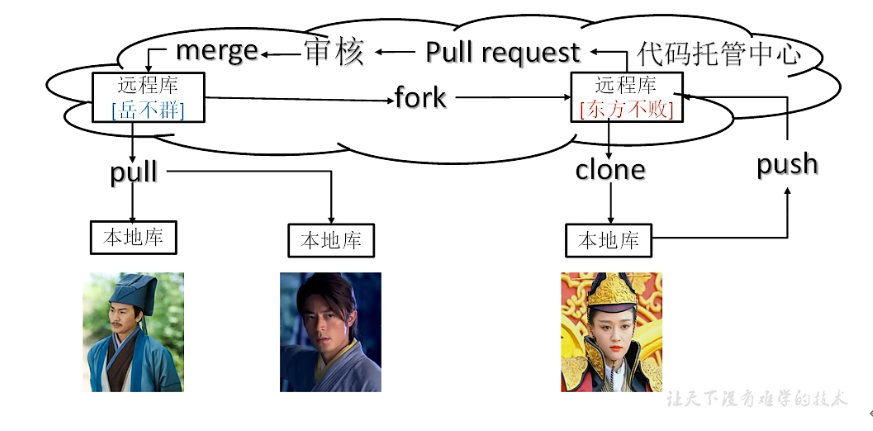 merge
审核
Pull request
代码托管中心
远程库
[岳不群]
fork
远程库
[东方不败]
pull
clone
push
本地库
本地库
本地库
让天下没有难学的技术